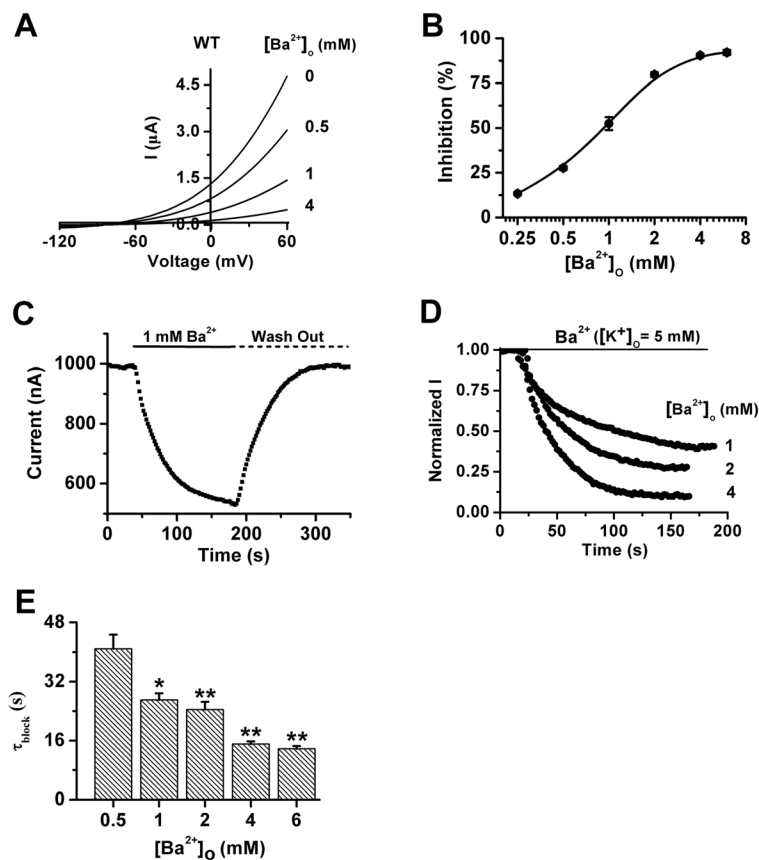 A
WT
[Ba²⁺]ₒ (mM)
0
0.5
1
4
4.5
3.0
1.5
0.0
I (μA)
-120
-60
0
60
Voltage (mV)
B
100
75
50
25
0
Inhibition (%)
0.25
0.5
1
2
4
8
[Ba²⁺]ₒ (mM)
C
1 mM Ba²⁺
Wash Out
1000
800
600
Current (nA)
0
100
200
300
Time (s)
D
Ba²⁺ ([K⁺]ₒ = 5 mM)
1.00
0.75
0.50
0.25
0.00
Normalized I
[Ba²⁺]ₒ (mM)
1
2
4
0
50
100
150
200
Time (s)
E
48
32
16
0
τblock (s)
*
**
**
**
0.5
1
2
4
6
[Ba²⁺]o (mM)